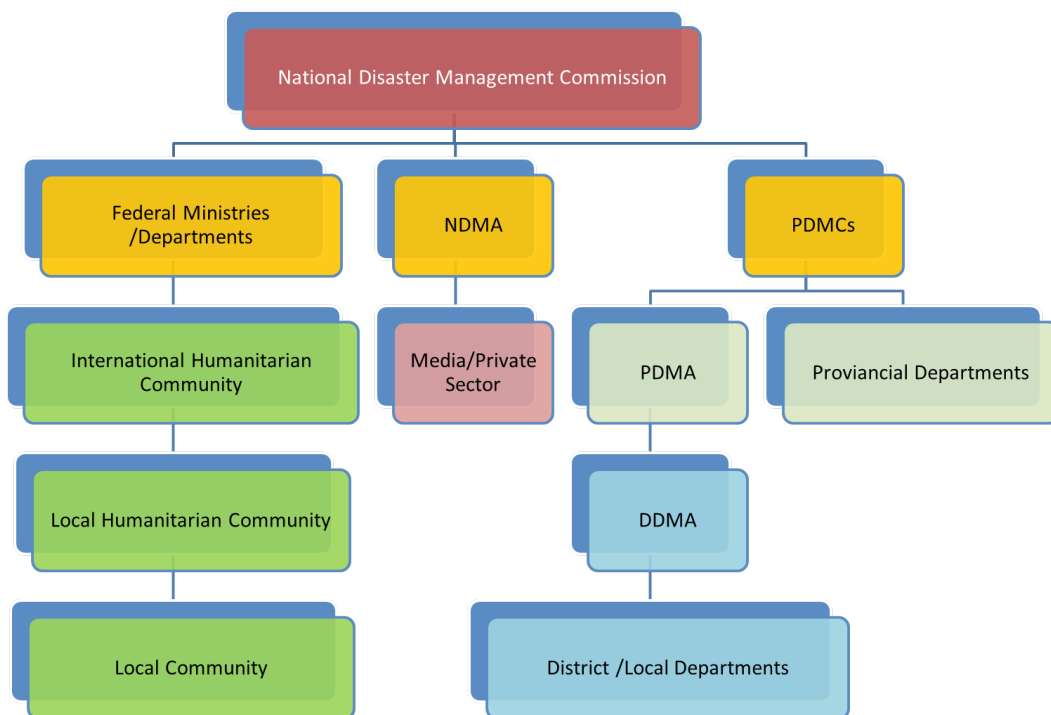 National Disaster Management Commission
Federal Ministries
/Departments
NDMA
PDMCs
International Humanitarian
Community
Media/Private
Sector
PDMA
Proviancial Departments
Local Humanitarian Community
DDMA
Local Community
District /Local Departments